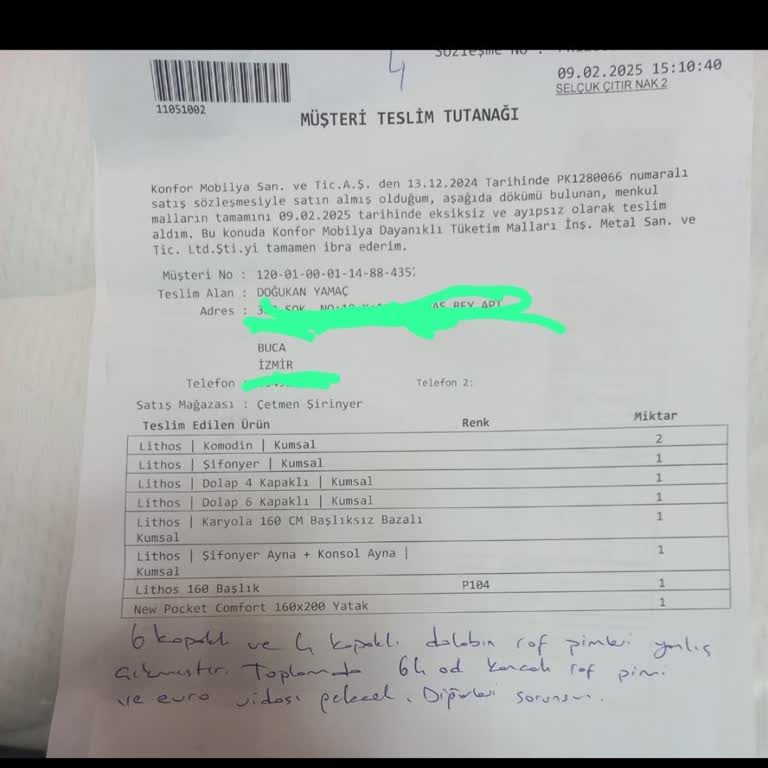 Sözleşme No :
4
09.02.2025 15:10:40
SELÇUK ÇITIR NAK 2
11051002
MÜŞTERİ TESLİM TUTANAĞI
Konfor Mobilya San. ve Tic.A.Ş. den 13.12.2024 Tarihinde PK1280066 numaralı
satış sözleşmesiyle satın almış olduğum, aşağıda dökümü bulunan, menkul
malların tamamını 09.02.2025 tarihinde eksiksiz ve ayıpsız olarak teslim
aldım. Bu konuda Konfor Mobilya Dayanıklı Tüketim Malları İnş. Metal San. ve
Tic. Ltd.Şti.yi tamamen ibra ederim.
Müşteri No : 120-01-00-01-14-88-435
Teslim Alan : DOĞUKAN YAMAÇ
Adres :
BUCA
İZMİR
Telefon
Telefon 2:
Satış Mağazası : Çetmen Şirinyer
Teslim Edilen Ürün Renk Miktar
Lithos | Komodin | Kumsal 2
Lithos | Şifonyer | Kumsal 1
Lithos | Dolap 4 Kapaklı | Kumsal 1
Lithos | Dolap 6 Kapaklı | Kumsal 1
Lithos | Karyola 160 CM Başlıksız Bazalı 1
Kumsal
Lithos | Şifonyer Ayna + Konsol Ayna | 1
Kumsal
Lithos 160 Başlık P104 1
New Pocket Comfort 160x200 Yatak 1
6 kapaklı ve 4 kapaklı dolabın raf pimleri yanlış
çıkmıştır. Toplamda 64 ad kancalı raf pimi
ve euro vidası gelecek. Diğerleri sorunsuz.